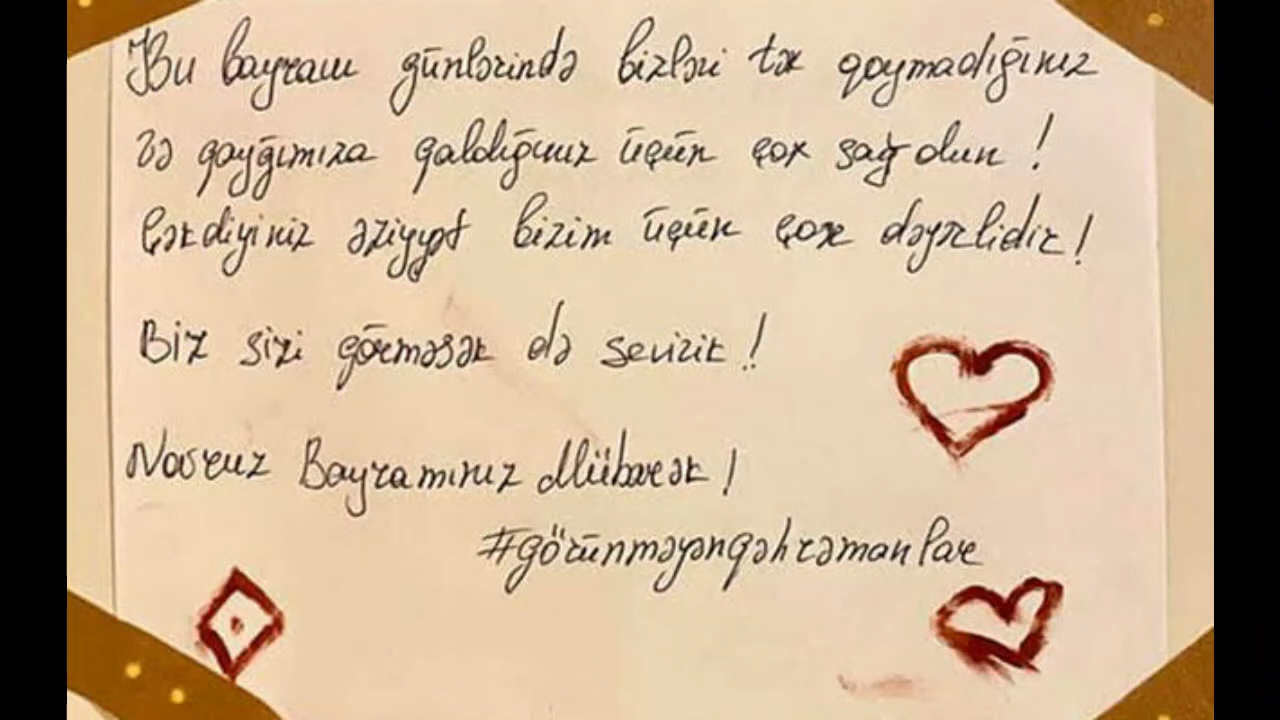 Bu bayram günlərində bizləri tək qoymadığınız
və qayğımıza qaldığınız üçün çox sağ olun !
Çəkdiyiniz əziyyət bizim üçün çox dəyərlidir !
Biz sizi görməsək də sevirik !
Novruz Bayramınız Mübarək !
#görünməyənqəhrəmanlar